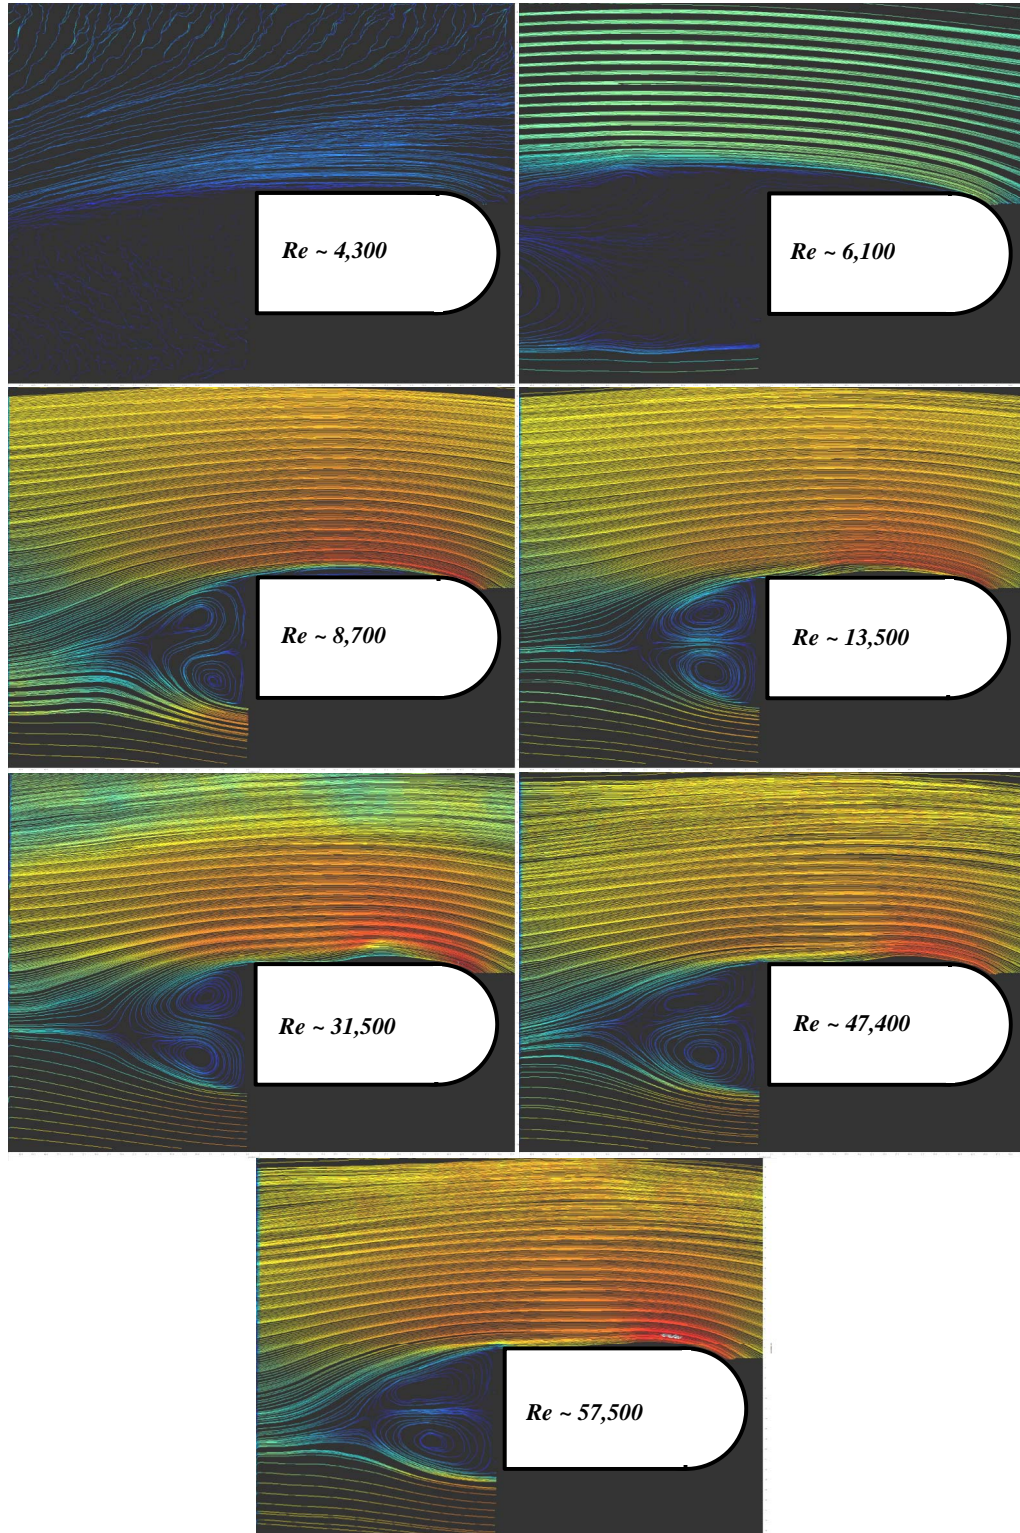 Re ~ 4,300
Re ~ 6,100
Re ~ 8,700
Re ~ 13,500
Re ~ 31,500
Re ~ 47,400
Re ~ 57,500